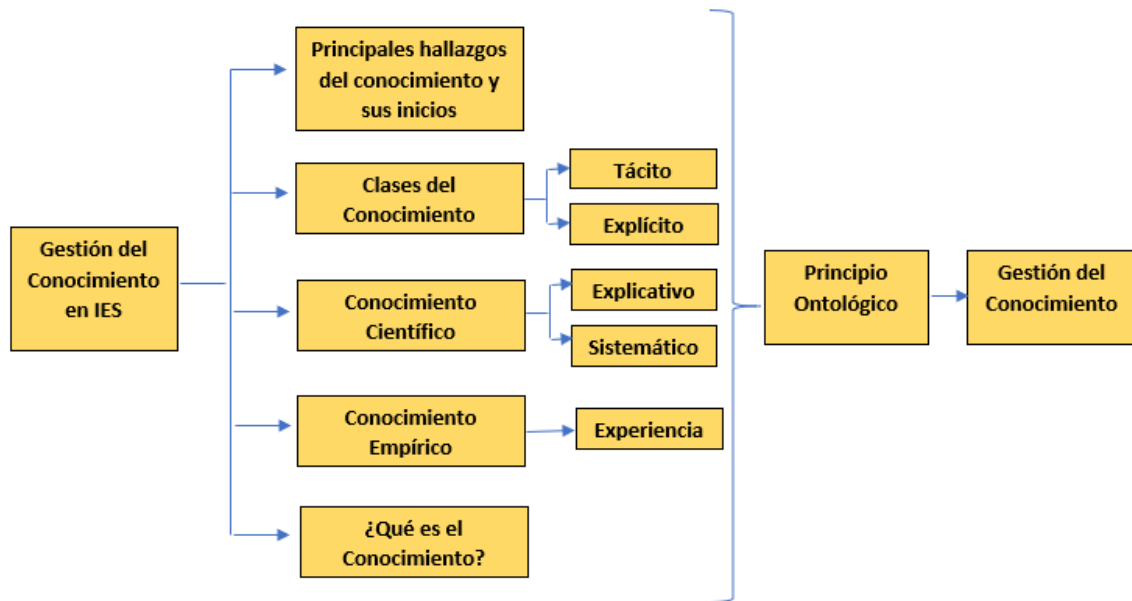 Gestión del
Conocimiento
en IES
Principales hallazgos
del conocimiento y
sus inicios
Clases del
Conocimiento
Tácito
Explícito
Conocimiento
Científico
Explicativo
Sistemático
Conocimiento
Empírico
Experiencia
¿Qué es el
Conocimiento?
Principio
Ontológico
Gestión del
Conocimiento